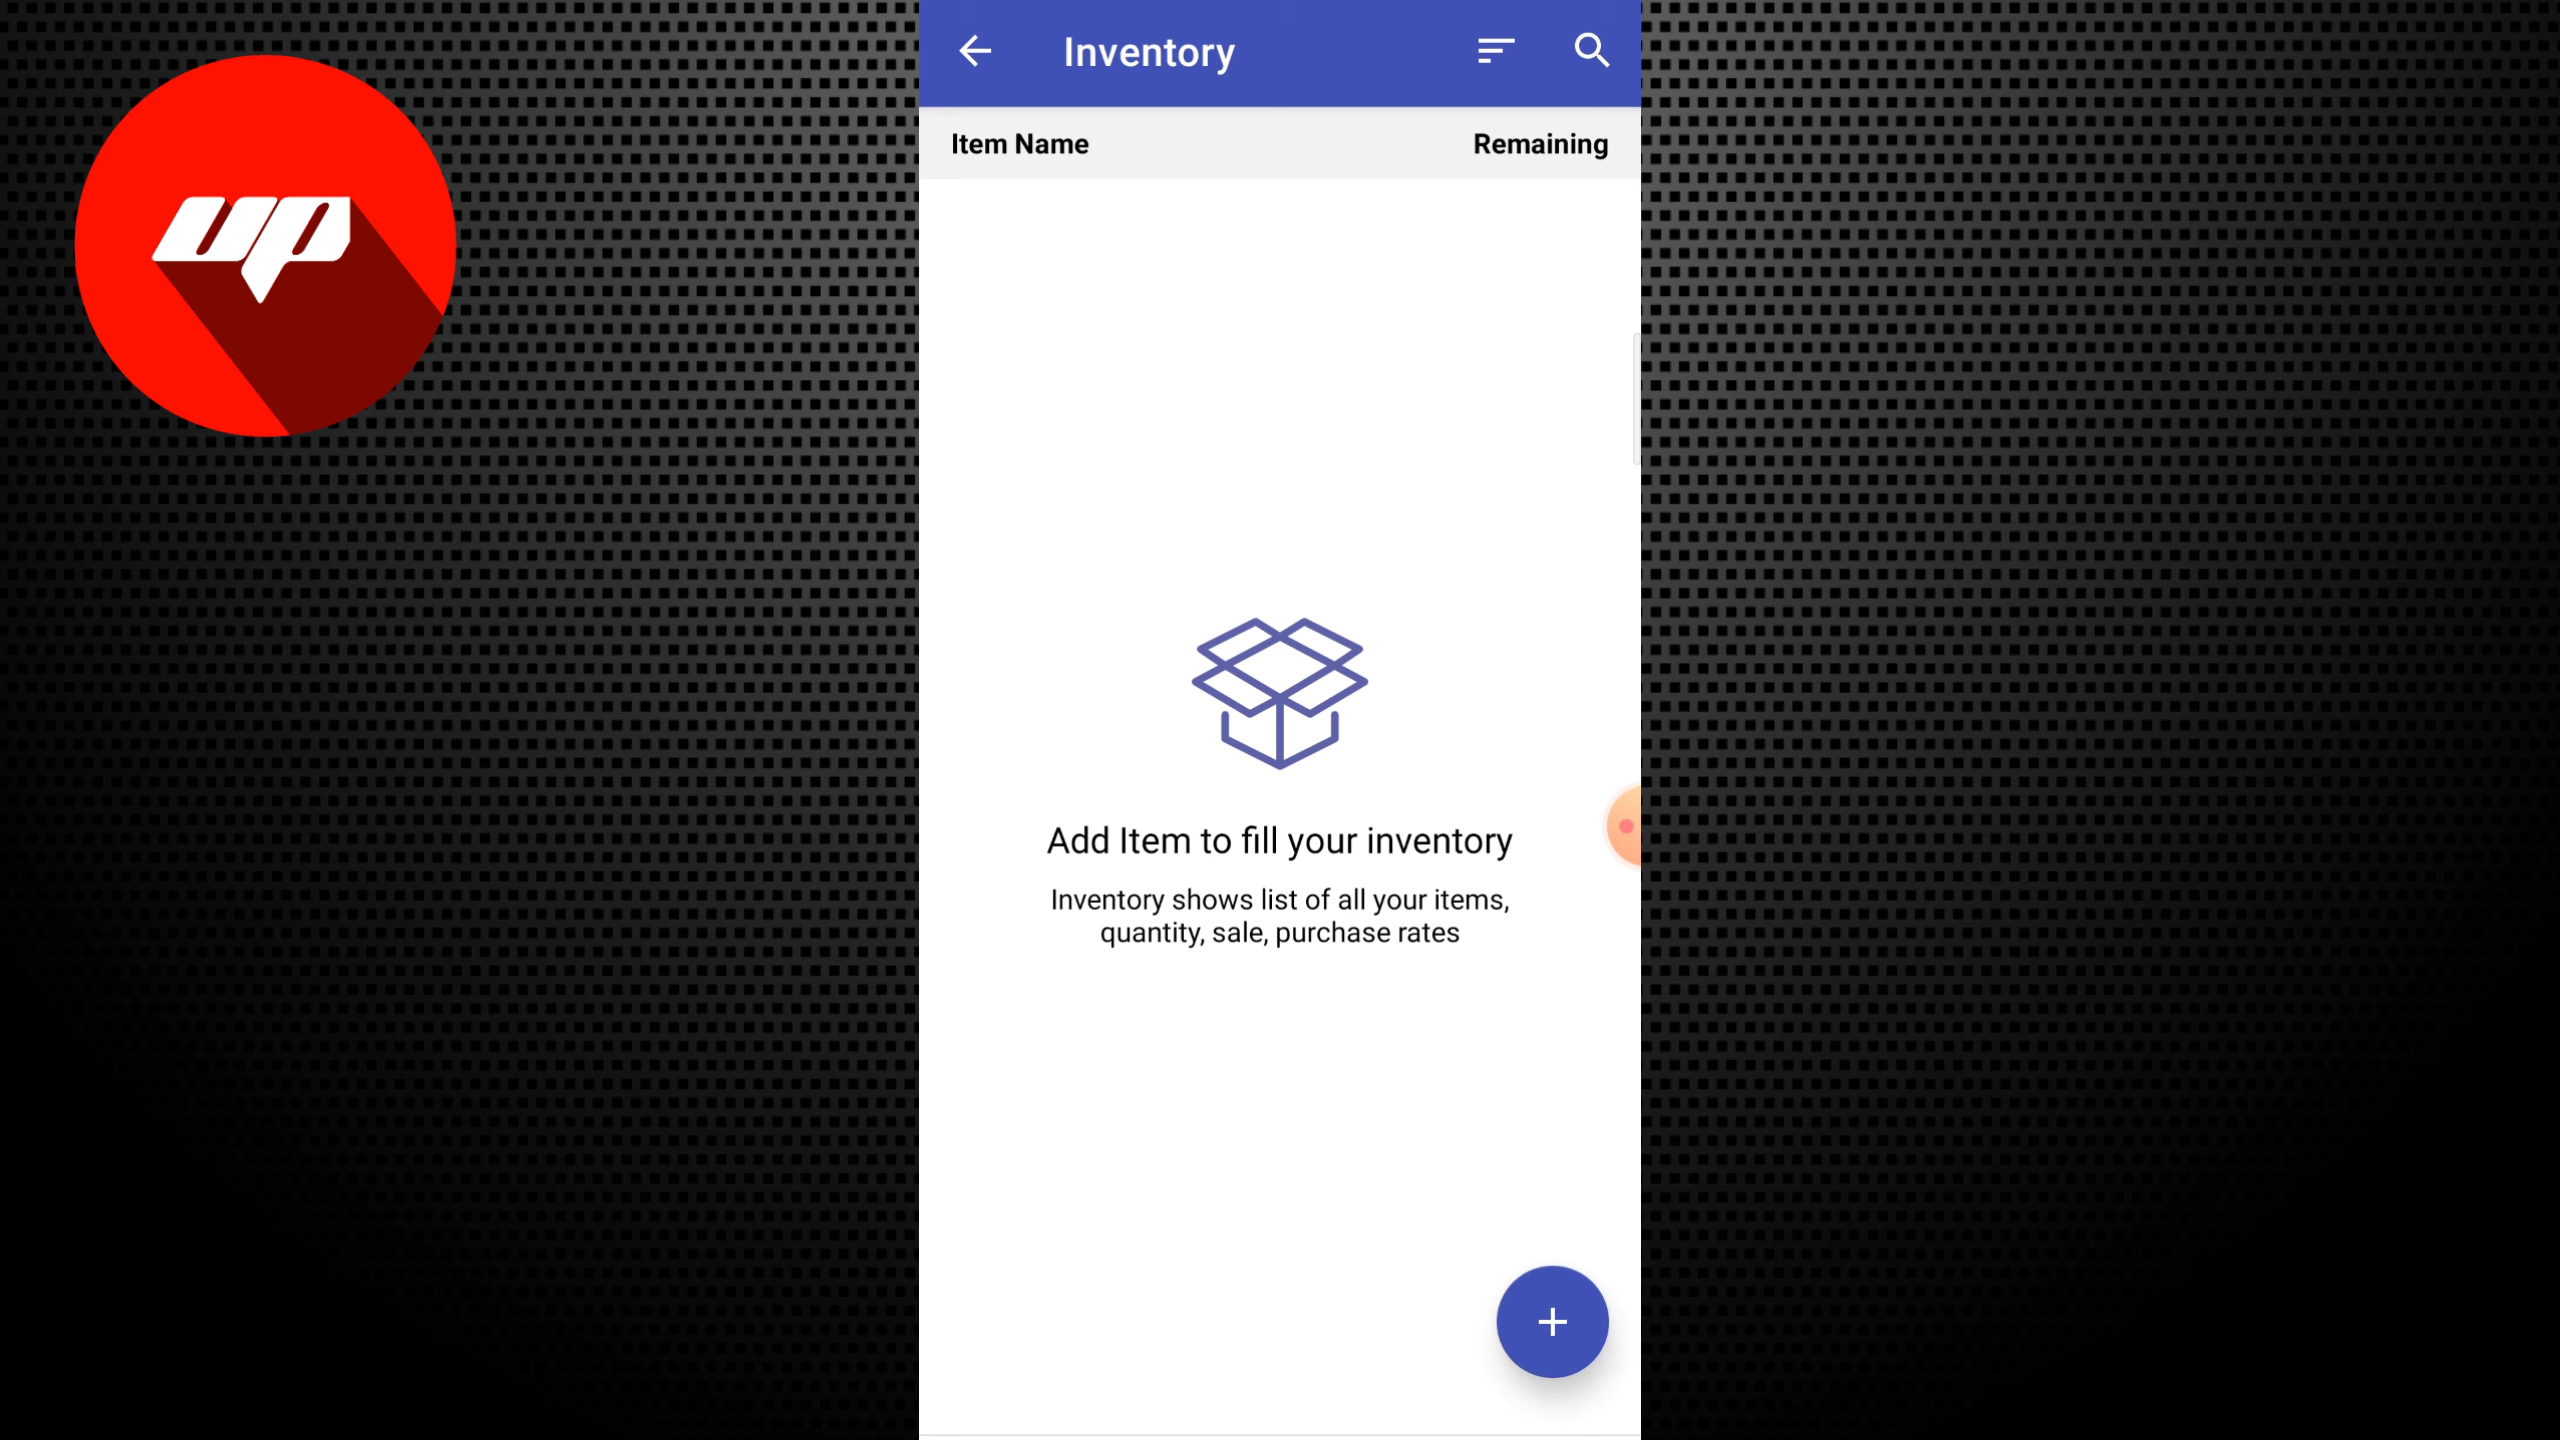 up
Inventory
Item Name
Remaining
Add Item to fill your inventory
Inventory shows list of all your items,
quantity, sale, purchase rates